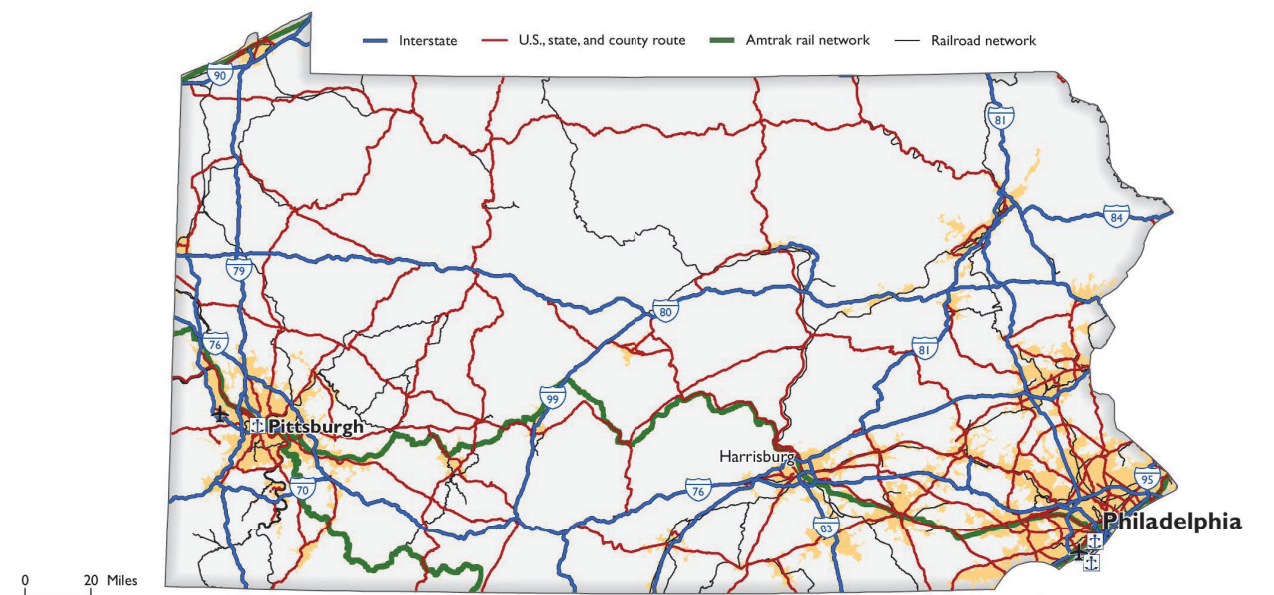 Interstate U.S., state, and county route Amtrak rail network Railroad network
90
81
84
79
80
76
81
99
Pittsburgh
Harrisburg
70
76
95
83
Philadelphia
0 20 Miles